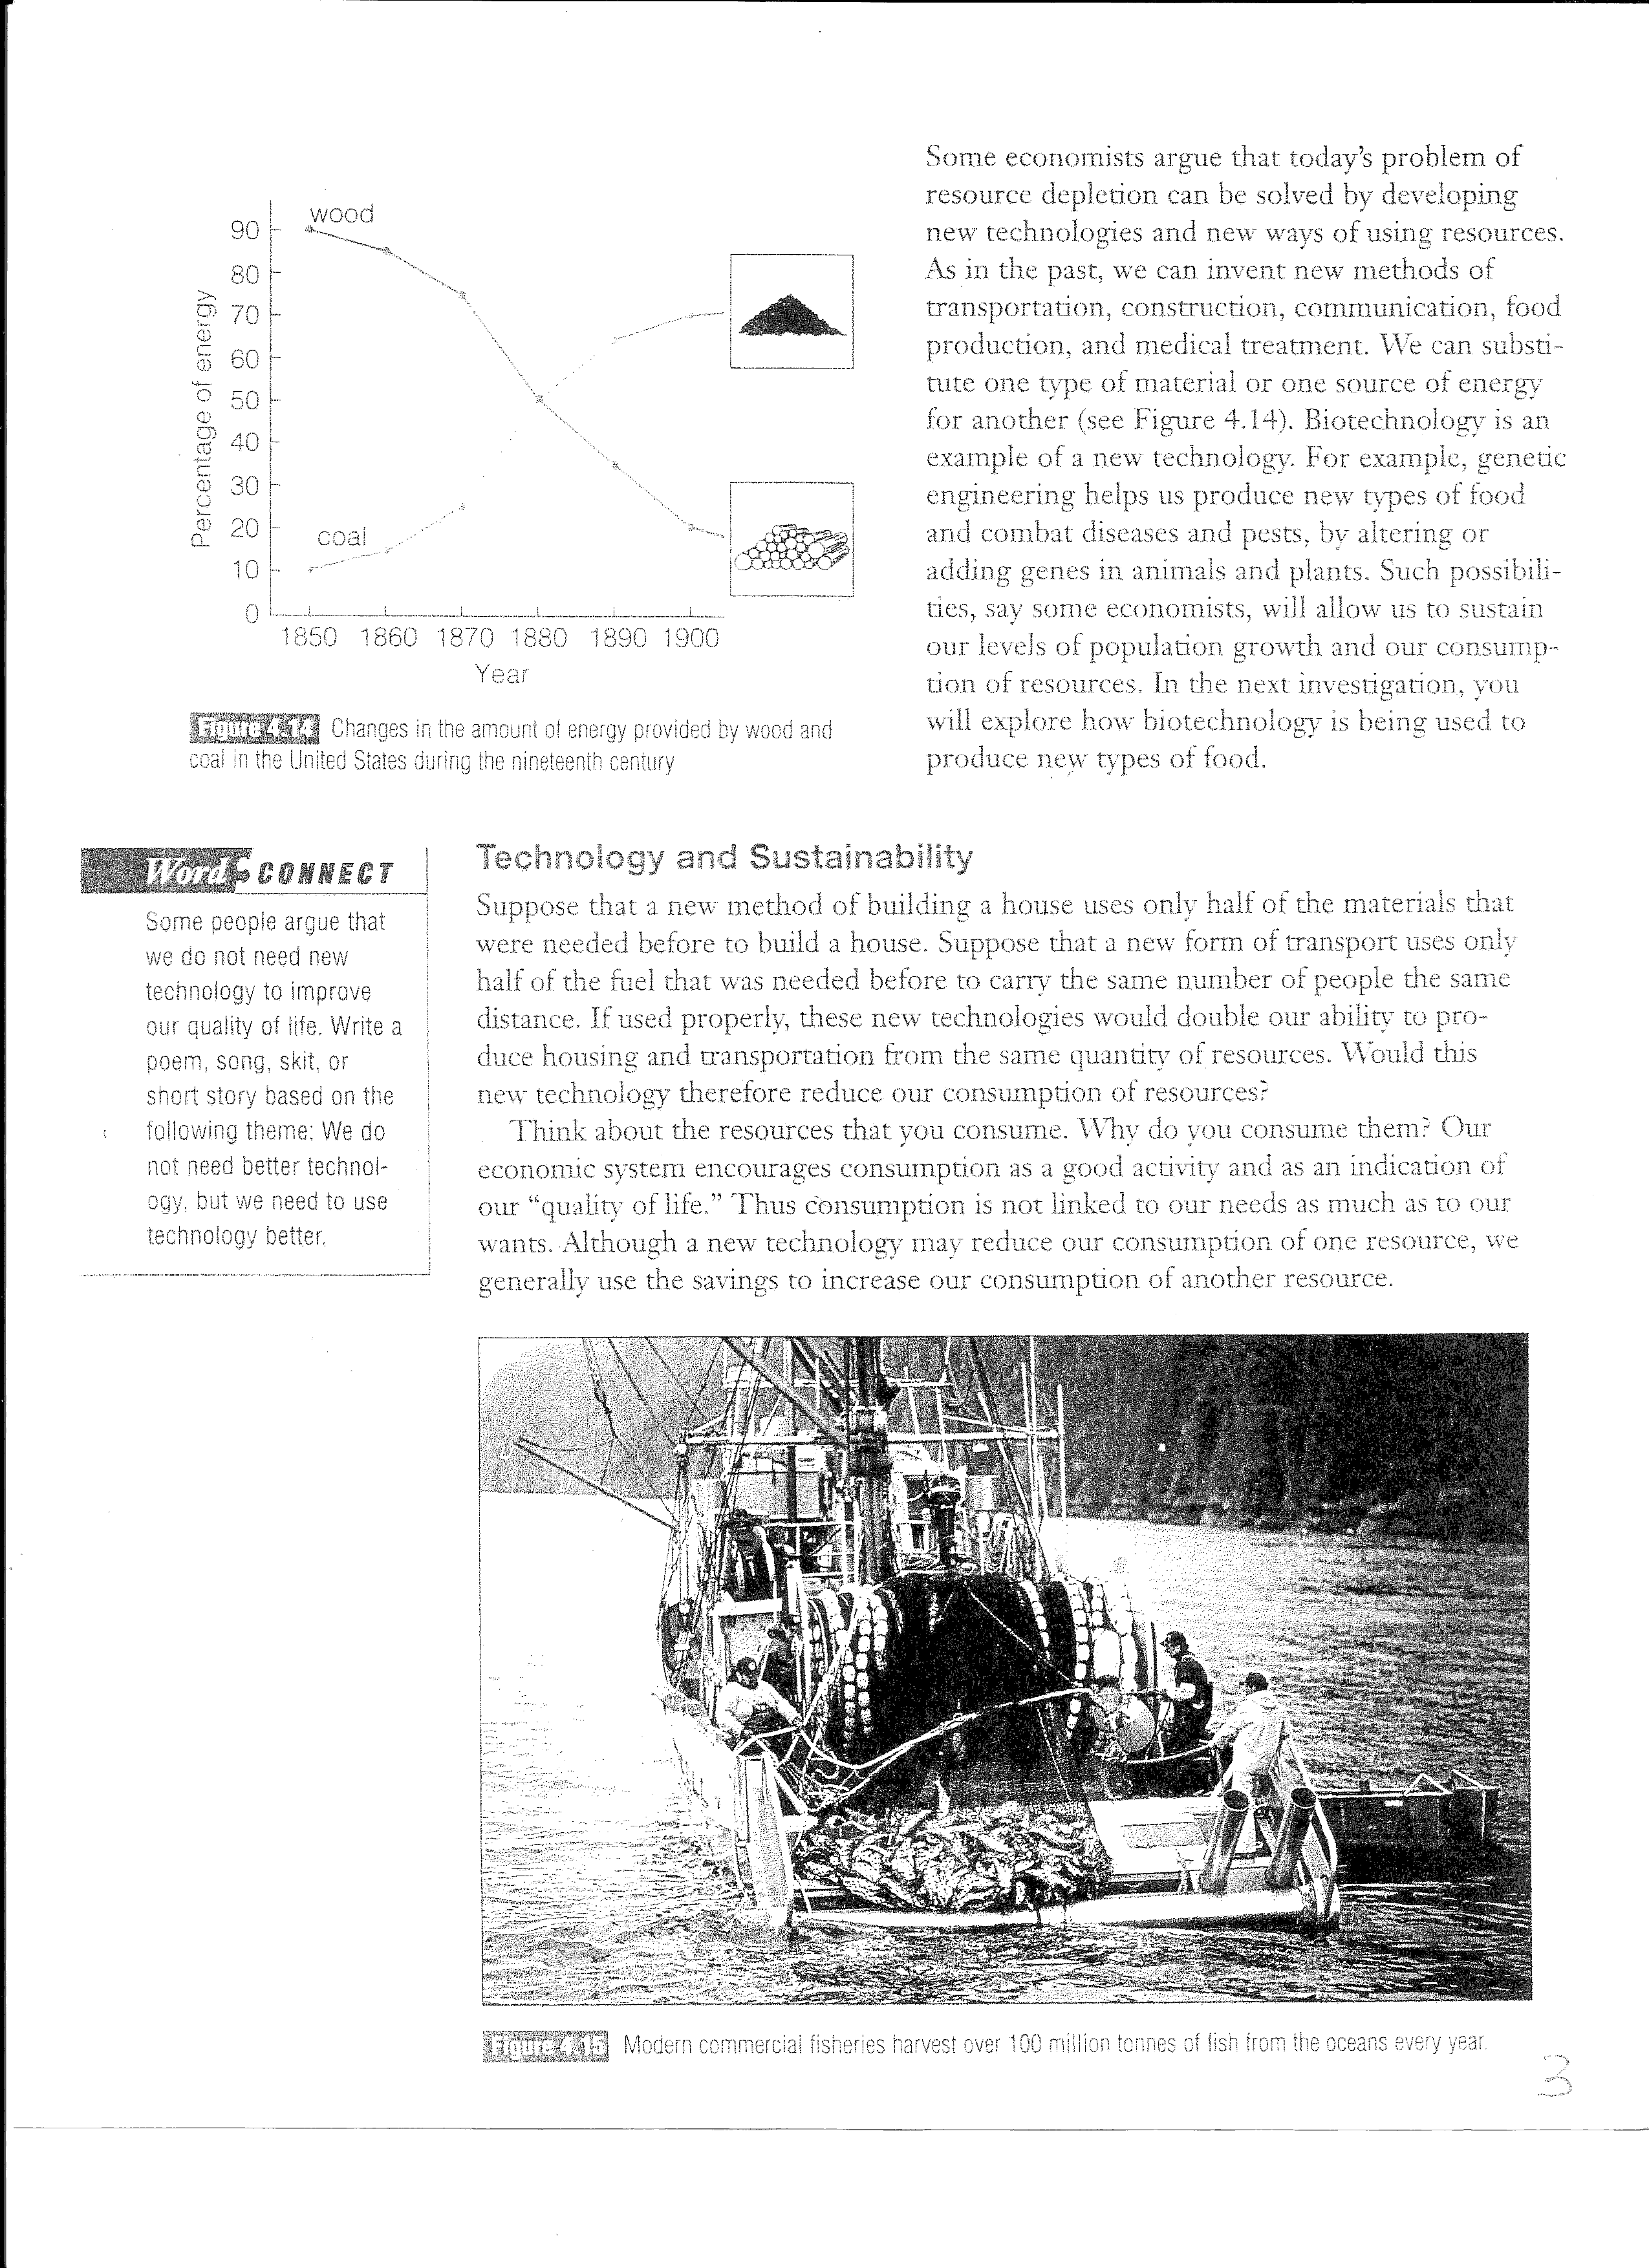 wood
90
80
70
60
50
40
30
20
10
0
coal
Percentage of energy
1850 1860 1870 1880 1890 1900
Year
Figure 4.14 Changes in the amount of energy provided by wood and
coal in the United States during the nineteenth century
Some economists argue that today's problem of
resource depletion can be solved by developing
new technologies and new ways of using resources.
As in the past, we can invent new methods of
transportation, construction, communication, food
production, and medical treatment. We can substi-
tute one type of material or one source of energy
for another (see Figure 4.14). Biotechnology is an
example of a new technology. For example, genetic
engineering helps us produce new types of food
and combat diseases and pests, by altering or
adding genes in animals and plants. Such possibili-
ties, say some economists, will allow us to sustain
our levels of population growth and our consump-
tion of resources. In the next investigation, you
will explore how biotechnology is being used to
produce new types of food.
Word CONNECT
Some people argue that
we do not need new
technology to improve
our quality of life. Write a
poem, song, skit, or
short story based on the
following theme: We do
not need better technol-
ogy, but we need to use
technology better.
Technology and Sustainability
Suppose that a new method of building a house uses only half of the materials that
were needed before to build a house. Suppose that a new form of transport uses only
half of the fuel that was needed before to carry the same number of people the same
distance. If used properly, these new technologies would double our ability to pro-
duce housing and transportation from the same quantity of resources. Would this
new technology therefore reduce our consumption of resources?
Think about the resources that you consume. Why do you consume them? Our
economic system encourages consumption as a good activity and as an indication of
our "quality of life." Thus consumption is not linked to our needs as much as to our
wants. Although a new technology may reduce our consumption of one resource, we
generally use the savings to increase our consumption of another resource.
Figure 4.15 Modern commercial fisheries harvest over 100 million tonnes of fish from the oceans every year.
3